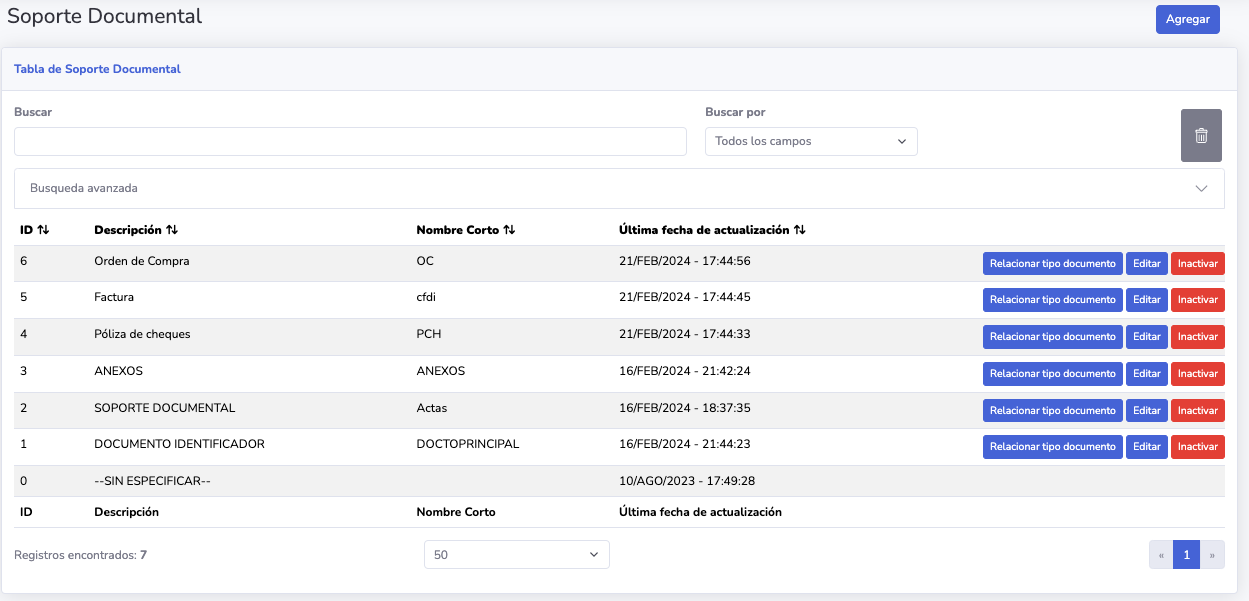 Soporte Documental
Agregar
Tabla de Soporte Documental
Buscar
Buscar por
Todos los campos
Busqueda avanzada
ID Descripción Nombre Corto Última fecha de actualización
6 Orden de Compra OC 21/FEB/2024 - 17:44:56 Relacionar tipo documento Editar Inactivar
5 Factura cfdi 21/FEB/2024 - 17:44:45 Relacionar tipo documento Editar Inactivar
4 Póliza de cheques PCH 21/FEB/2024 - 17:44:33 Relacionar tipo documento Editar Inactivar
3 ANEXOS ANEXOS 16/FEB/2024 - 21:42:24 Relacionar tipo documento Editar Inactivar
2 SOPORTE DOCUMENTAL Actas 16/FEB/2024 - 18:37:35 Relacionar tipo documento Editar Inactivar
1 DOCUMENTO IDENTIFICADOR DOCTOPRINCIPAL 16/FEB/2024 - 21:44:23 Relacionar tipo documento Editar Inactivar
0 --SIN ESPECIFICAR-- 10/AGO/2023 - 17:49:28
ID Descripción Nombre Corto Última fecha de actualización
Registros encontrados: 7 50 « 1 »